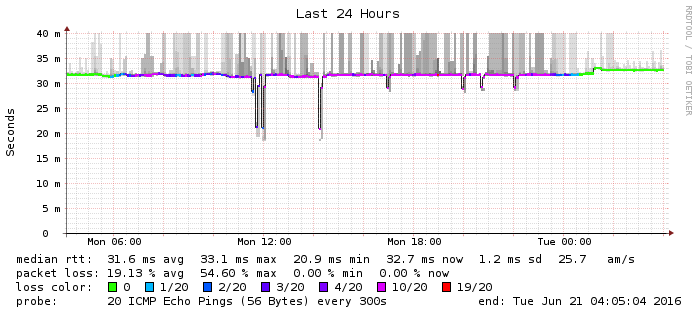 Last 24 Hours
RRDTOOL / TOBI OETIKER
Seconds
40 m
35 m
30 m
25 m
20 m
15 m
10 m
5 m
0
Mon 06:00 Mon 12:00 Mon 18:00 Tue 00:00
median rtt: 31.6 ms avg 33.1 ms max 20.9 ms min 32.7 ms now 1.2 ms sd 25.7 am/s
packet loss: 19.13 % avg 54.60 % max 0.00 % min 0.00 % now
loss color: 0 1/20 2/20 3/20 4/20 10/20 19/20
probe: 20 ICMP Echo Pings (56 Bytes) every 300s end: Tue Jun 21 04:05:04 2016